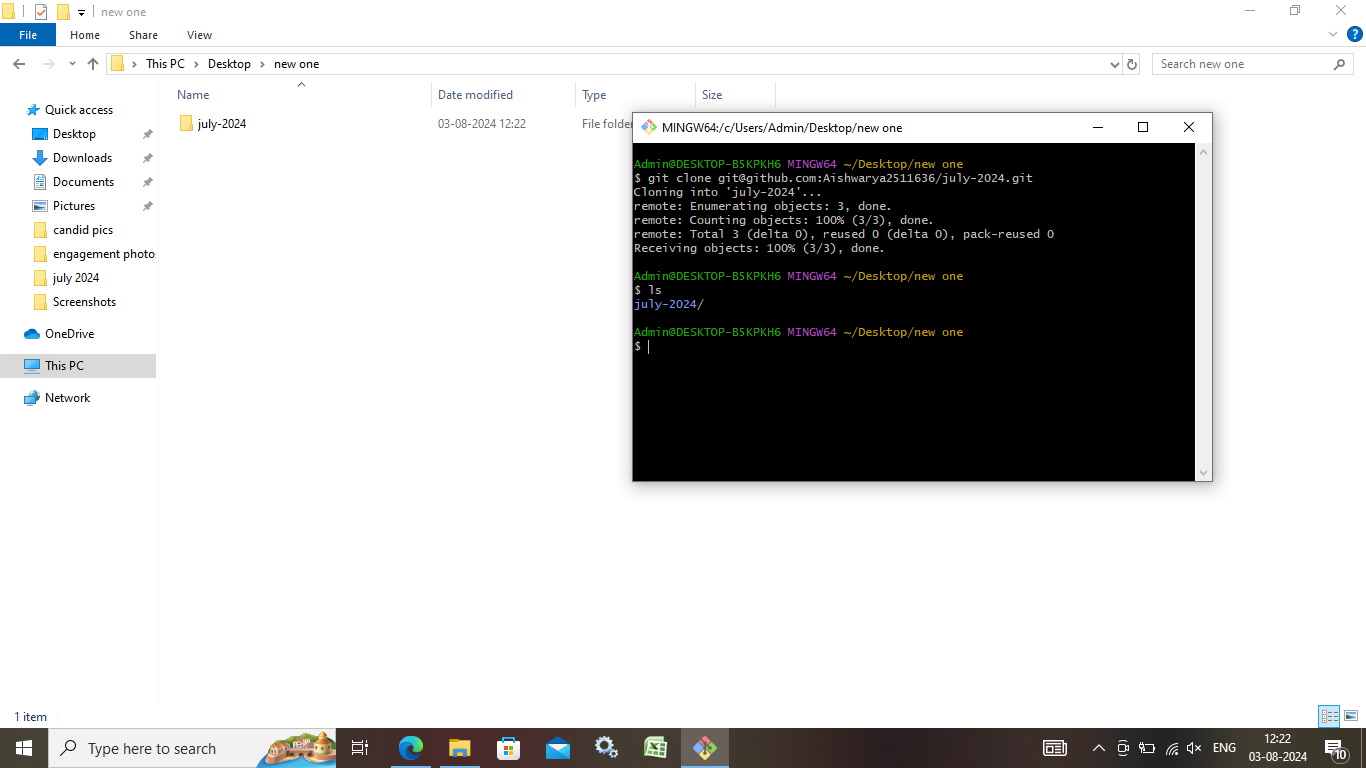 new one
File Home Share View
This PC > Desktop > new one
Search new one
Name Date modified Type Size
july-2024 03-08-2024 12:22 File folder
Quick access
Desktop
Downloads
Documents
Pictures
candid pics
engagement photos
july 2024
Screenshots
OneDrive
This PC
Network
MINGW64:/c/Users/Admin/Desktop/new one
Admin@DESKTOP-B5KPKH6 MINGW64 ~/Desktop/new one
$ git clone git@github.com:Aishwarya2511636/july-2024.git
Cloning into 'july-2024'...
remote: Enumerating objects: 3, done.
remote: Counting objects: 100% (3/3), done.
remote: Total 3 (delta 0), reused 0 (delta 0), pack-reused 0
Receiving objects: 100% (3/3), done.
Admin@DESKTOP-B5KPKH6 MINGW64 ~/Desktop/new one
$ ls
july-2024/
Admin@DESKTOP-B5KPKH6 MINGW64 ~/Desktop/new one
$
1 item
Type here to search
ENG
12:22
03-08-2024
10